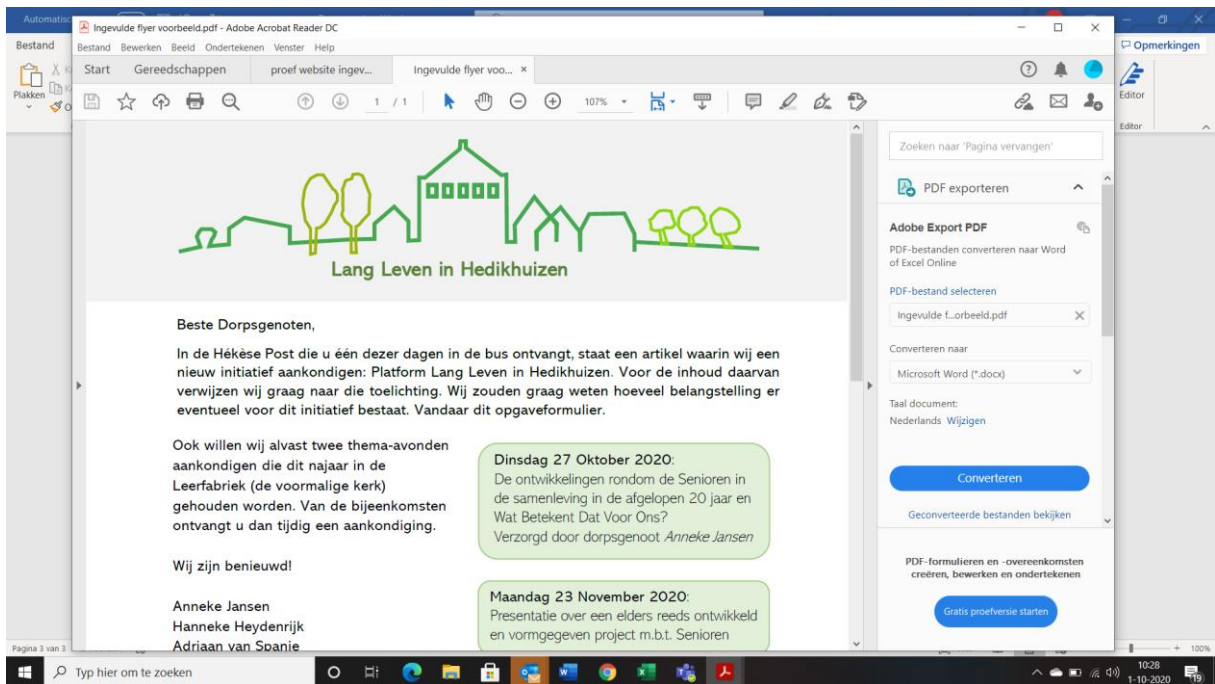 Automatisc
Ingevulde flyer voorbeeld.pdf - Adobe Acrobat Reader DC
Bestand
Opmerkingen
Bestand Bewerken Beeld Ondertekenen Venster Help
Start Gereedschappen proef website ingev... Ingevulde flyer voo... ×
Plakken
1 / 1
107%
Editor
Editor
Lang Leven in Hedikhuizen
Beste Dorpsgenoten,
In de Hékèse Post die u één dezer dagen in de bus ontvangt, staat een artikel waarin wij een
nieuw initiatief aankondigen: Platform Lang Leven in Hedikhuizen. Voor de inhoud daarvan
verwijzen wij graag naar die toelichting. Wij zouden graag weten hoeveel belangstelling er
eventueel voor dit initiatief bestaat. Vandaar dit opgaveformulier.
Ook willen wij alvast twee thema-avonden
aankondigen die dit najaar in de
Leerfabriek (de voormalige kerk)
gehouden worden. Van de bijeenkomsten
ontvangt u dan tijdig een aankondiging.
Wij zijn benieuwd!
Anneke Jansen
Hanneke Heydenrijk
Adriaan van Spanje
Dinsdag 27 Oktober 2020:
De ontwikkelingen rondom de Senioren in
de samenleving in de afgelopen 20 jaar en
Wat Betekent Dat Voor Ons?
Verzorgd door dorpsgenoot Anneke Jansen
Maandag 23 November 2020:
Presentatie over een elders reeds ontwikkeld
en vormgegeven project m.b.t. Senioren
Zoeken naar 'Pagina vervangen'
PDF exporteren
Adobe Export PDF
PDF-bestanden converteren naar Word
of Excel Online
PDF-bestand selecteren
Ingevulde f...orbeeld.pdf
Converteren naar
Microsoft Word (*.docx)
Taal document:
Nederlands Wijzigen
Converteren
Geconverteerde bestanden bekijken
PDF-formulieren en -overeenkomsten
creëren, bewerken en ondertekenen
Gratis proefversie starten
Pagina 3 van 3
100%
Typ hier om te zoeken
10:28
1-10-2020
19